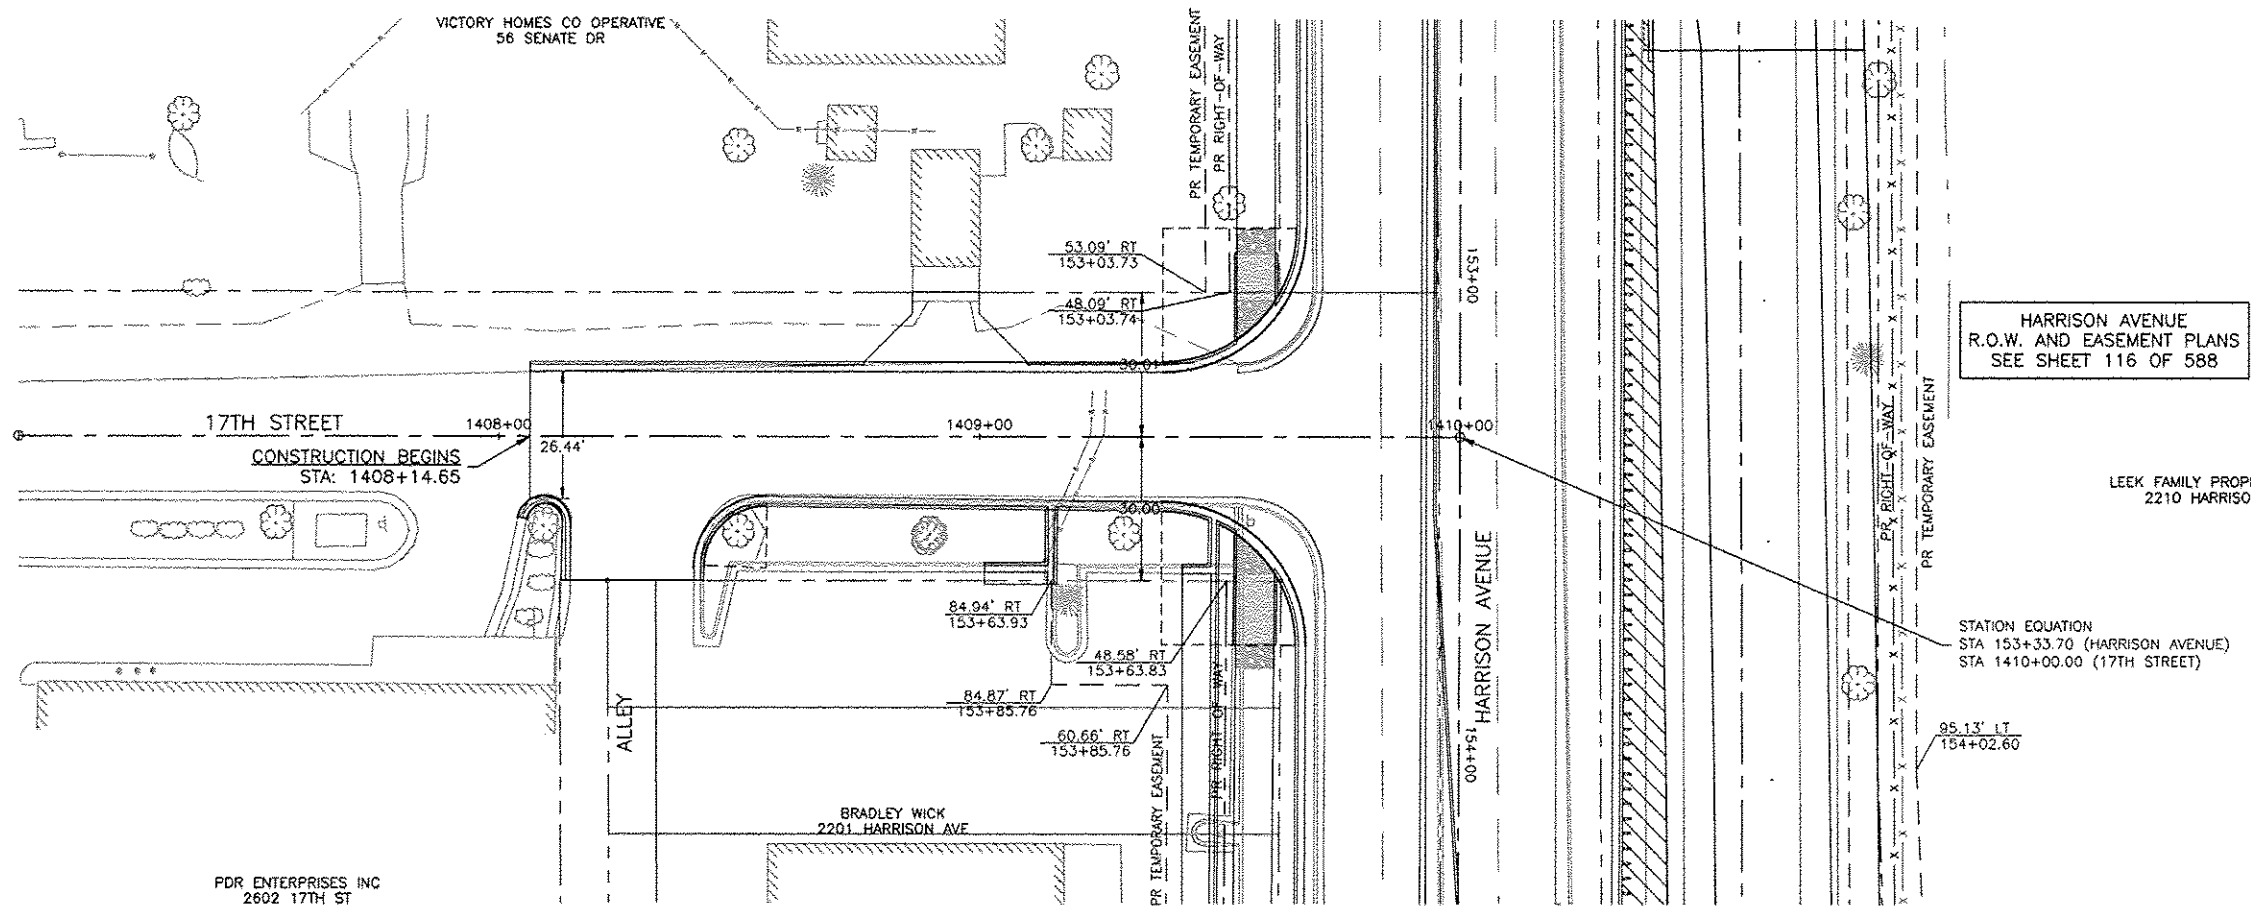 VICTORY HOMES CO OPERATIVE
56 SENATE DR
PR TEMPORARY EASEMENT
PR RIGHT-OF-WAY
53.09' RT
153+03.73
48.09' RT
153+03.74
153+00
HARRISON AVENUE
R.O.W. AND EASEMENT PLANS
SEE SHEET 116 OF 588
30.01
17TH STREET
1408+00
1409+00
1410+00
26.44'
CONSTRUCTION BEGINS
STA: 1408+14.65
PR RIGHT-OF-WAY
PR TEMPORARY EASEMENT
LEEK FAMILY PROP
2210 HARRISO
30.00
84.94' RT
153+63.93
48.58' RT
153+63.83
84.87' RT
153+85.76
60.66' RT
153+85.76
HARRISON AVENUE
154+00
STATION EQUATION
STA 153+33.70 (HARRISON AVENUE)
STA 1410+00.00 (17TH STREET)
95.13' LT
154+02.60
ALLEY
PR TEMPORARY EASEMENT
PR RIGHT-OF-WAY
BRADLEY WICK
2201 HARRISON AVE
PDR ENTERPRISES INC
2602 17TH ST